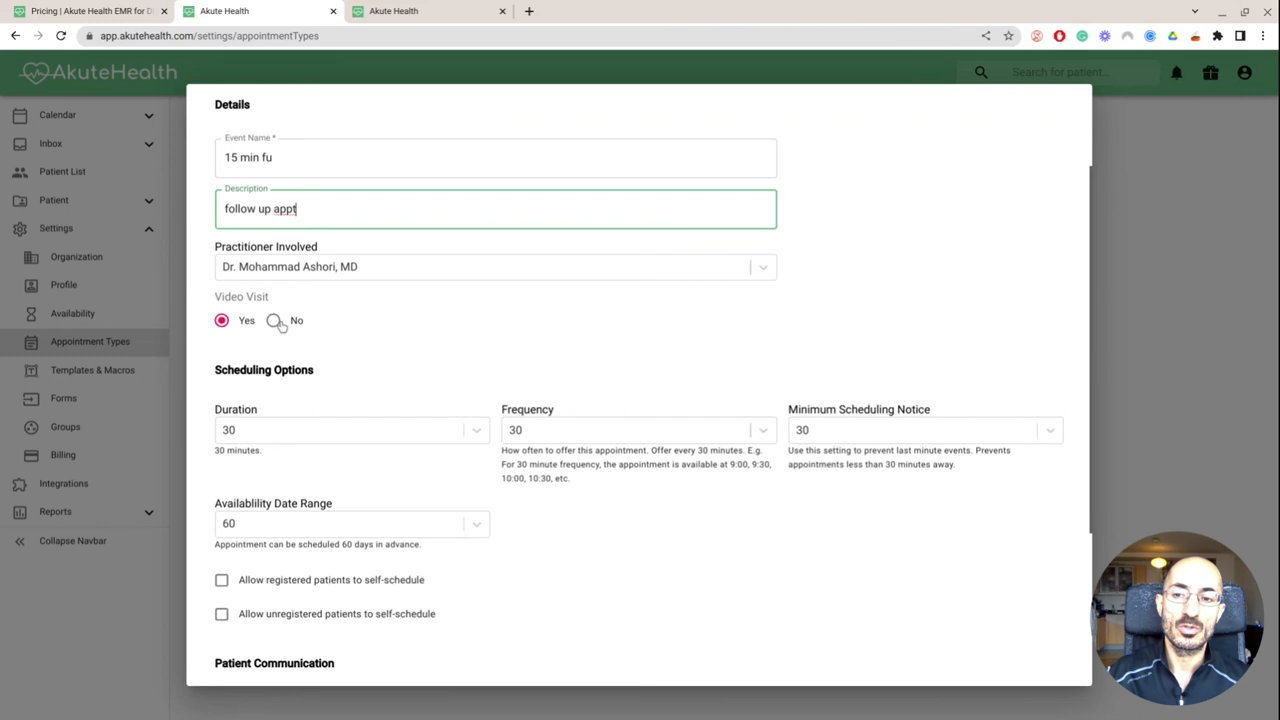 Pricing | Akute Health EMR for D
Akute Health
Akute Health
app.akutehealth.com/settings/appointmentTypes
AkuteHealth
Search for patient..
Calendar
Inbox
Patient List
Patient
Settings
Organization
Profile
Availability
Appointment Types
Templates & Macros
Forms
Groups
Billing
Integrations
Reports
Collapse Navbar
Details
Event Name *
15 min fu
Description
follow up appt
Practitioner Involved
Dr. Mohammad Ashori, MD
Video Visit
Yes No
Scheduling Options
Duration
30
30 minutes.
Frequency
30
How often to offer this appointment. Offer every 30 minutes. E.g.
For 30 minute frequency, the appointment is available at 9:00, 9:30,
10:00, 10:30, etc.
Minimum Scheduling Notice
30
Use this setting to prevent last minute events. Prevents
appointments less than 30 minutes away.
Availablility Date Range
60
Appointment can be scheduled 60 days in advance.
Allow registered patients to self-schedule
Allow unregistered patients to self-schedule
Patient Communication